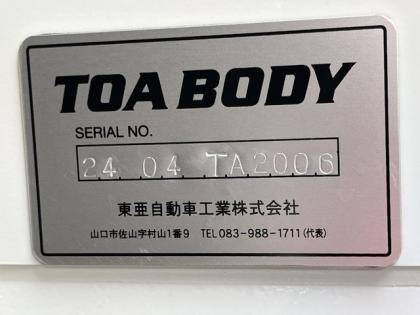 TOA BODY
SERIAL NO.
24 04 TA2006
東亜自動車工業株式会社
山口市佐山字村山1番9 TEL083-988-1711(代表)